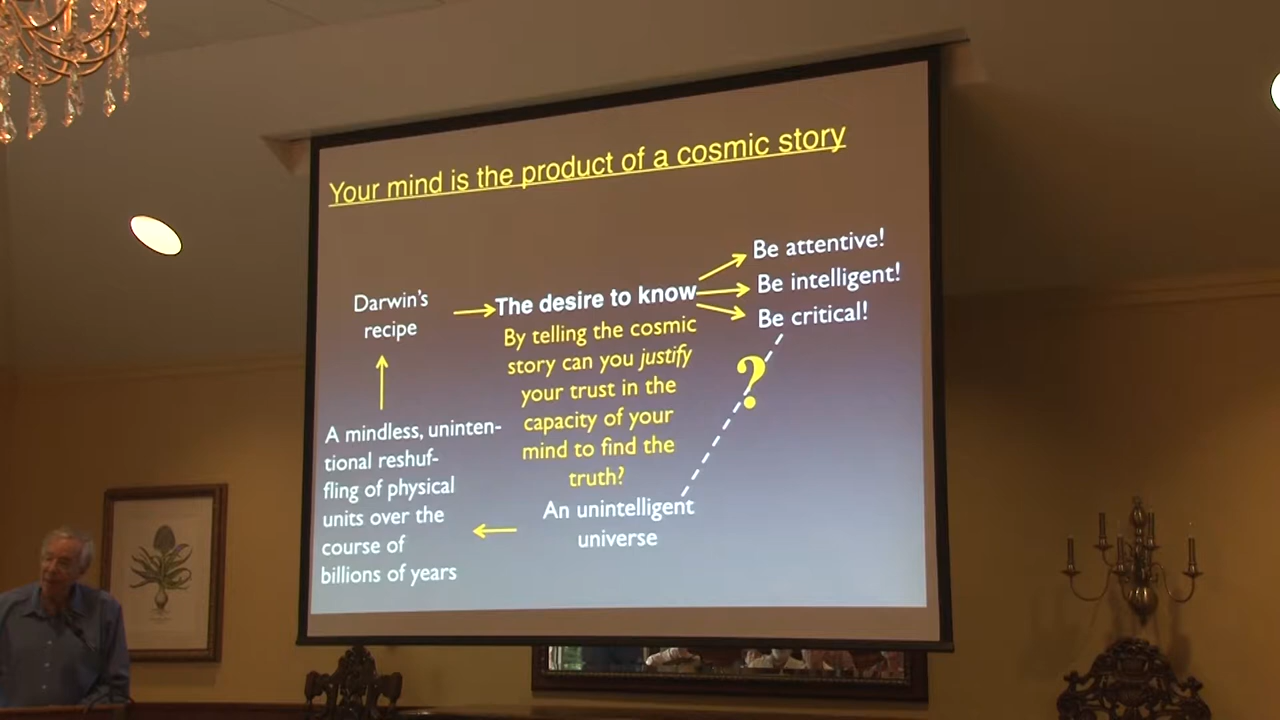 Your mind is the product of a cosmic story
Be attentive!
Be intelligent!
Be critical!
Darwin's
recipe
The desire to know
By telling the cosmic
story can you justify
your trust in the
capacity of your
mind to find the
truth?
?
A mindless, uninten-
tional reshuf-
fling of physical
units over the
course of
billions of years
An unintelligent
universe